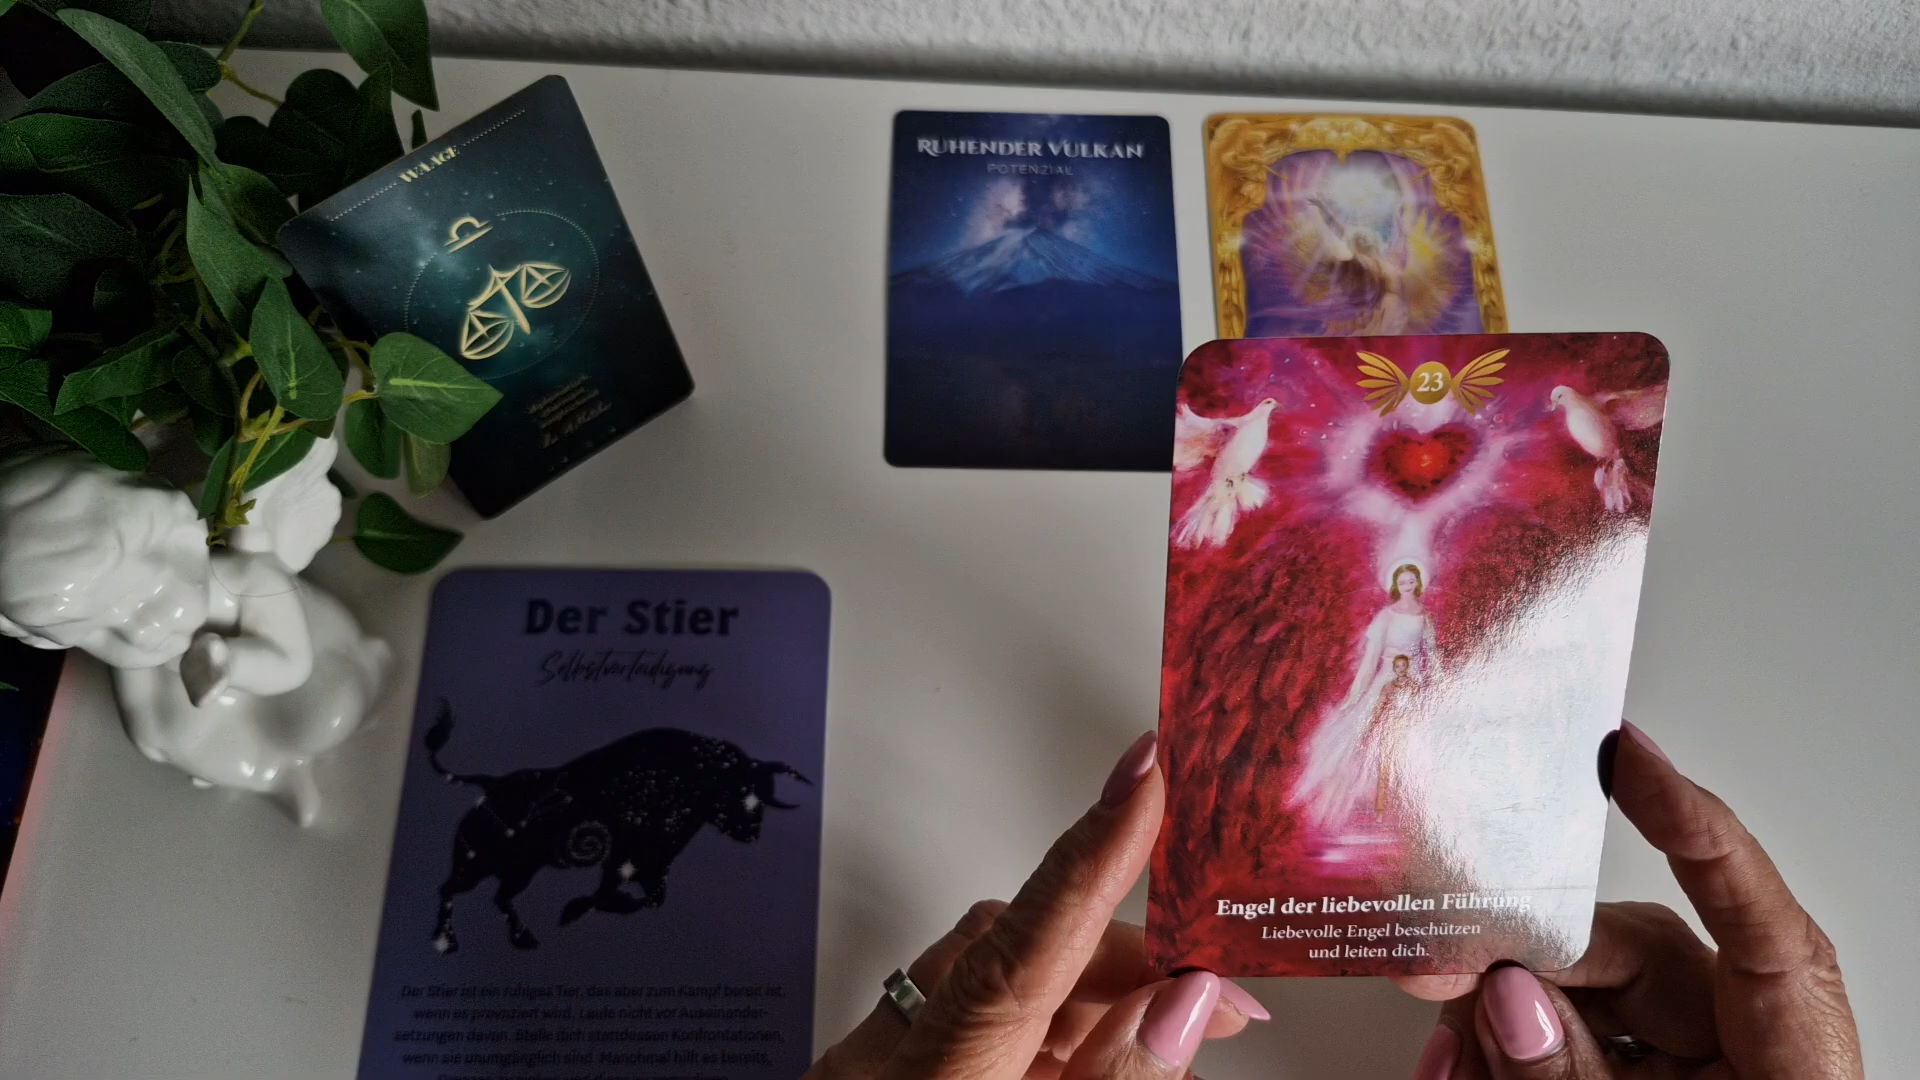 WAAGE
RUHENDER VULKAN
POTENZIAL
23
Engel der liebevollen Führung
Liebevolle Engel beschützen
und leiten dich.
Der Stier
Selbstverteidigung
Der Stier ist ein ruhiges Tier, das aber zum Kampf bereit ist,
wenn es provoziert wird. Laufe nicht vor Auseinander-
setzungen davon. Stelle dich stattdessen Konfrontationen,
wenn sie unumgänglich sind. Manchmal hilft es bereits,